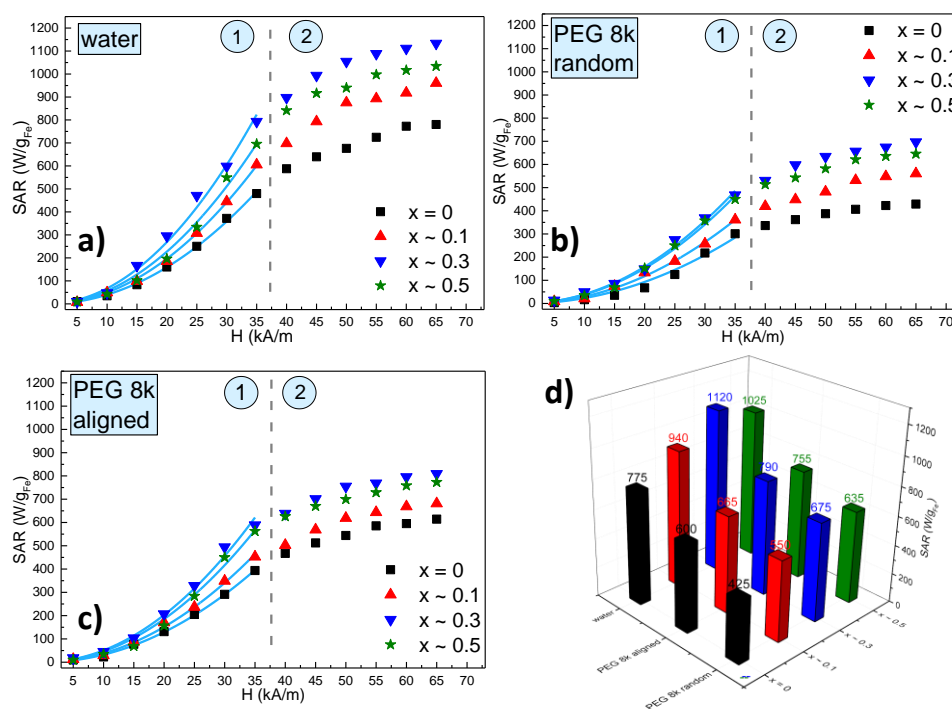 1200
1100
1000
900
800
700
600
500
400
300
200
100
0
SAR (W/gFe)
water
1
2
a)
x = 0
x ~ 0.1
x ~ 0.3
x ~ 0.5
5 10 15 20 25 30 35 40 45 50 55 60 65 70
H (kA/m
1200
1100
1000
900
800
700
600
500
400
300
200
100
0
SAR (W/gFe)
PEG 8k
random
1
2
x = 0
x ~ 0.1
x ~ 0.3
x ~ 0.5
b)
5 10 15 20 25 30 35 40 45 50 55 60 65 70
H (kA/m)
1200
1100
1000
900
800
700
600
500
400
300
200
100
0
SAR (W/gFe)
PEG 8k
aligned
1
2
c)
x = 0
x ~ 0.1
x ~ 0.3
x ~ 0.5
5 10 15 20 25 30 35 40 45 50 55 60 65 70
H (kA/m)
d)
1120
1025
940
775
790
755
665
600
675
635
550
425
1200
1000
800
600
400
200
0
SAR (W/gFe)
water
PEG 8k aligned
PEG 8k random
x = 0
x ~ 0.1
x ~ 0.3
x ~ 0.5